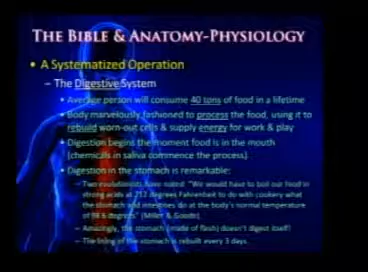 THE BIBLE & ANATOMY-PHYSIOLOGY
• A Systematized Operation
– The Digestive System
• Average person will consume 40 tons of food in a lifetime
• Body marvelously fashioned to process the food, using it to
rebuild worn-out cells & supply energy for work & play
• Digestion begins the moment food is in the mouth
(chemicals in saliva commence the process)
• Digestion in the stomach is remarkable:
– Two evolutionists have noted: "We would have to boil our food in
strong acids at 212 degrees Fahrenheit to do with cookery what
the stomach and intestines do at the body's normal temperature
of 98.6 degrees" (Miller & Goode).
– Amazingly, the stomach (made of flesh) doesn't digest itself!
– The lining of the stomach is rebuilt every 3 days.